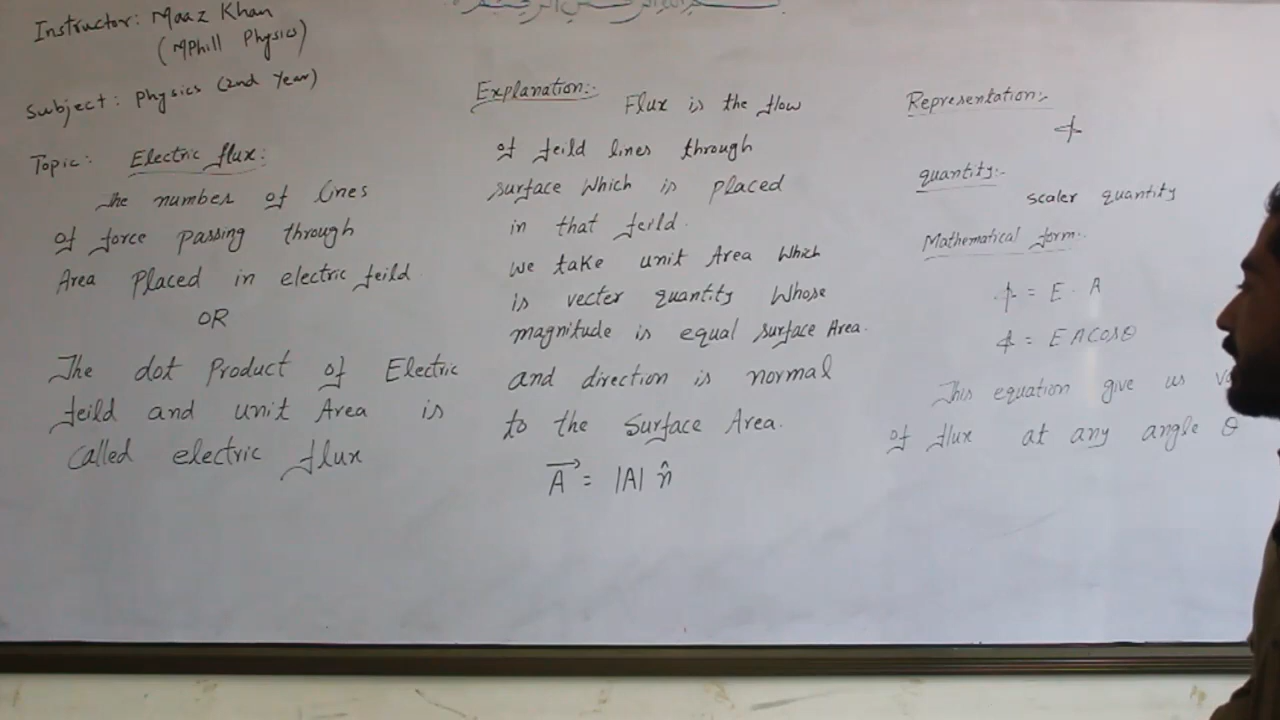 Instructor: Maaz Khan
(MPhill Physics)
Subject: Physics (2nd Year)
Topic: Electric flux:
The number of lines
of force passing through
Area Placed in electric feild
OR
The dot Product of Electric
feild and unit Area is
called electric flux
Explanation:-
Flux is the flow
of feild lines through
surface which is placed
in that feild.
we take unit Area which
is vecter quantity whose
magnitude is equal surface Area.
and direction is normal
to the Surface Area.
A⃗ = |A| n̂
Representation:-
ϕ
quantity:-
scaler quantity
Mathematical form:-
ϕ = E . A
ϕ = EACosθ
This equation give us
of flux at any angle θ